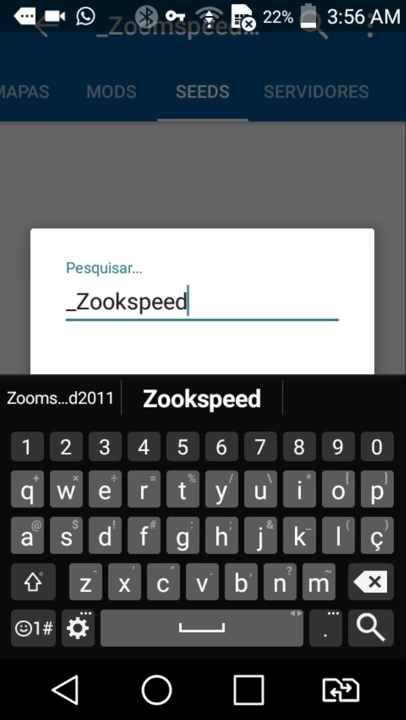 22% 3:56 AM
_Zoomspeed...
MAPAS MODS SEEDS SERVIDORES
Pesquisar...
_Zookspeed
Zooms...d2011 Zookspeed
1 2 3 4 5 6 7 8 9 0
q w e r t y u i o p
a s d f g h j k l ç
z x c v b n m
1# .